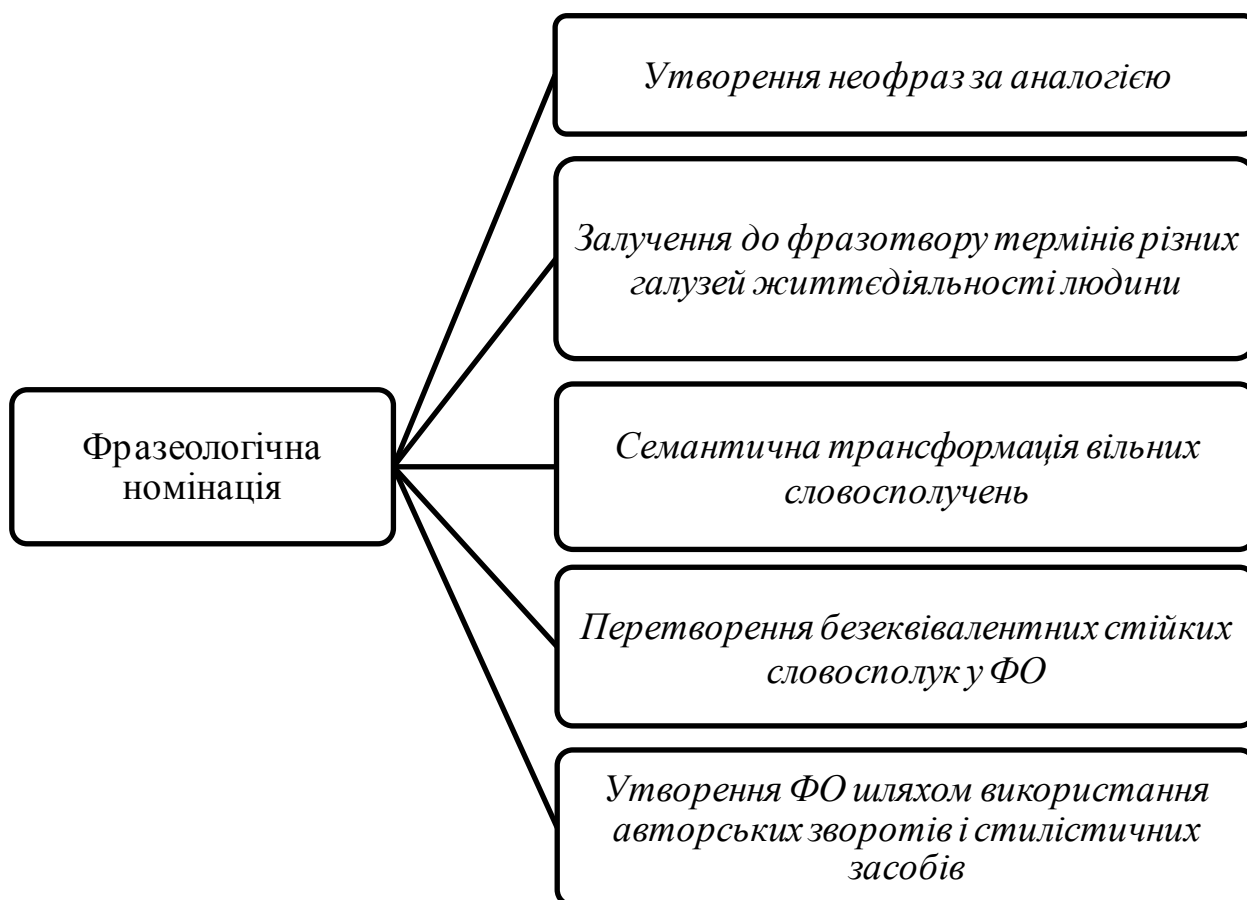 Утворення неофраз за аналогією
Залучення до фразотвору термінів різних
галузей життєдіяльності людини
Фразеологічна
номінація
Семантична трансформація вільних
словосполучень
Перетворення безеквівалентних стійких
словосполук у ФО
Утворення ФО шляхом використання
авторських зворотів і стилістичних
засобів